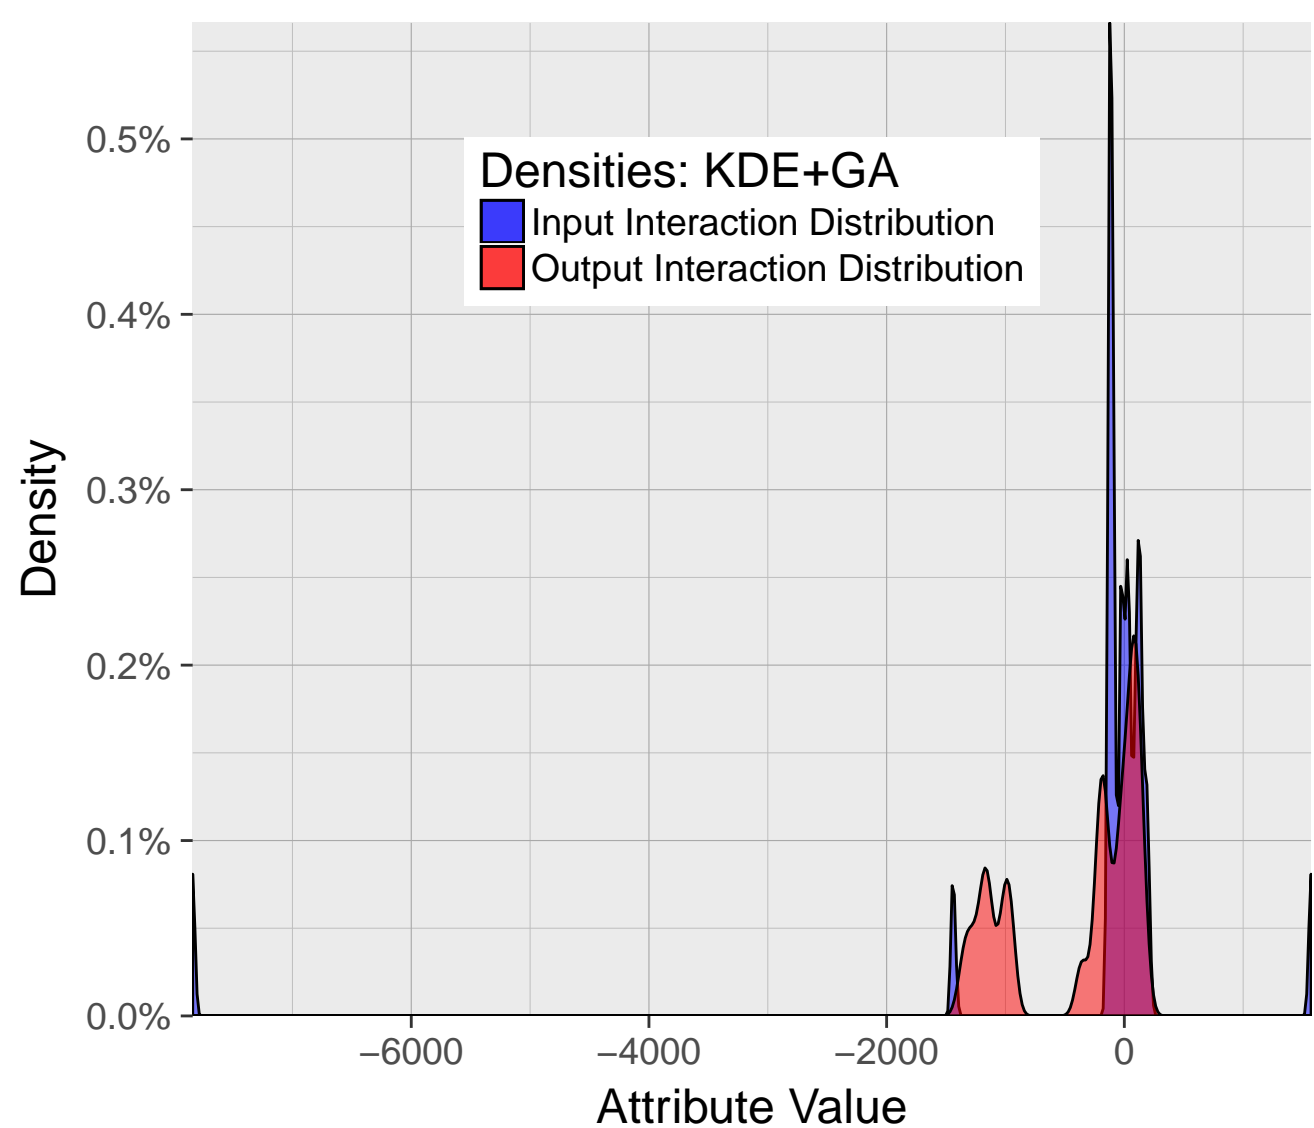 0.5%
Densities: KDE+GA
Input Interaction Distribution
Output Interaction Distribution
0.4%
0.3%
Density
0.2%
0.1%
0.0%
−6000 −4000 −2000 0
Attribute Value